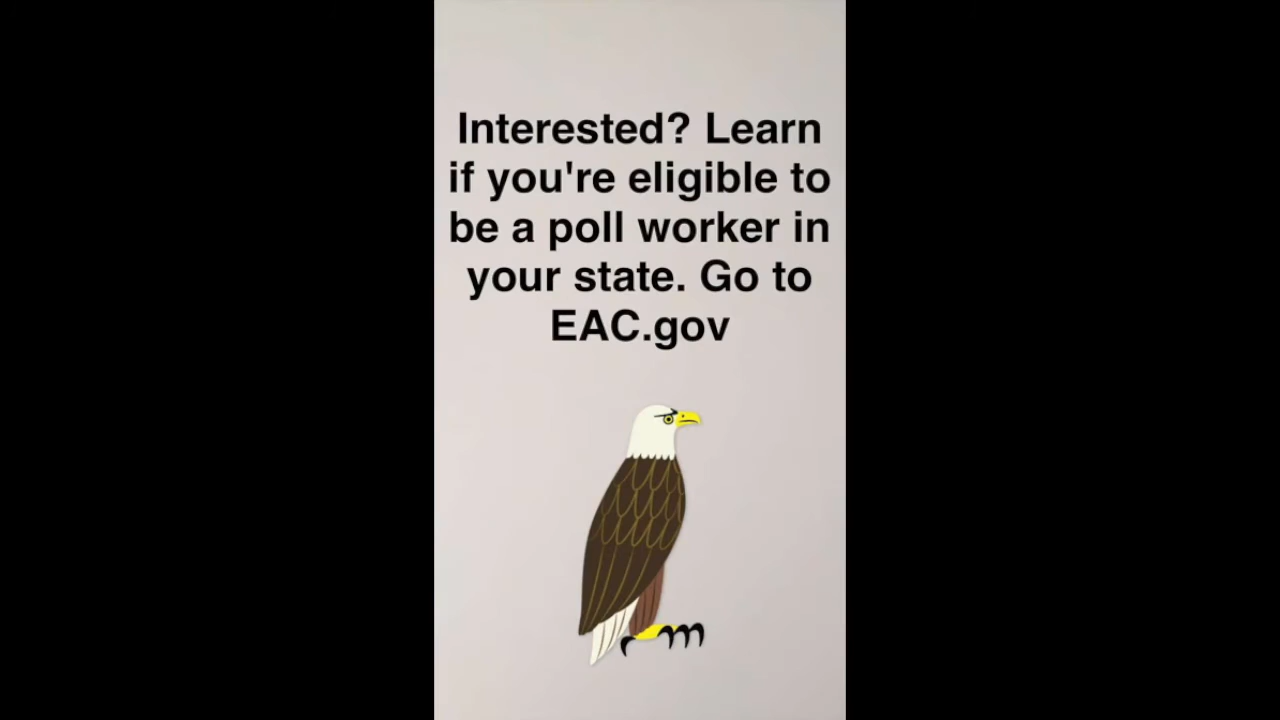 Interested? Learn
if you're eligible to
be a poll worker in
your state. Go to
EAC.gov